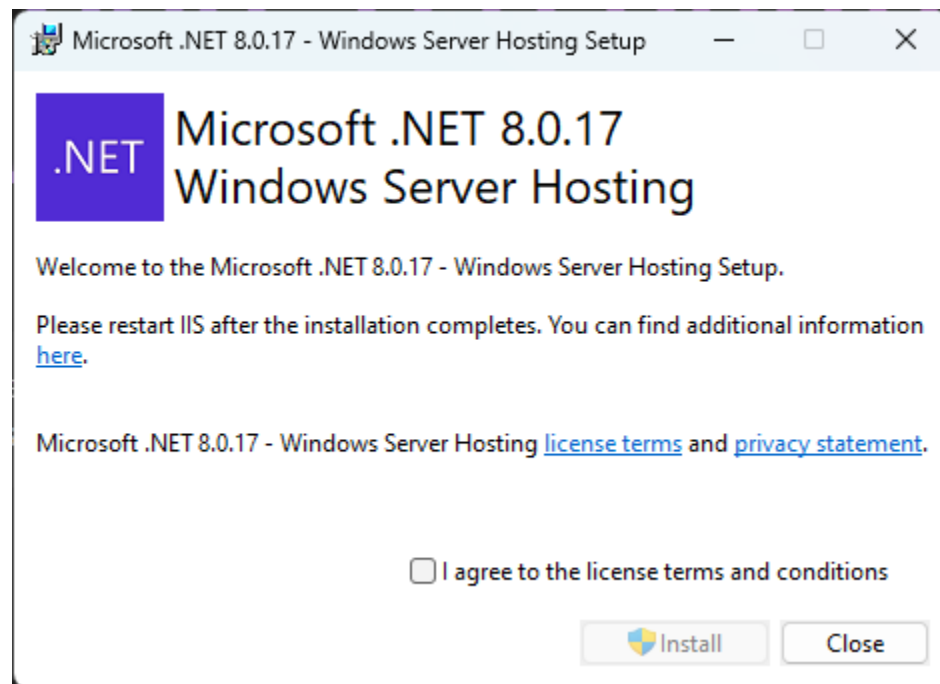 Microsoft .NET 8.0.17 - Windows Server Hosting Setup
.NET
Microsoft .NET 8.0.17
Windows Server Hosting
Welcome to the Microsoft .NET 8.0.17 - Windows Server Hosting Setup.
Please restart IIS after the installation completes. You can find additional information
here.
Microsoft .NET 8.0.17 - Windows Server Hosting license terms and privacy statement.
I agree to the license terms and conditions
Install
Close